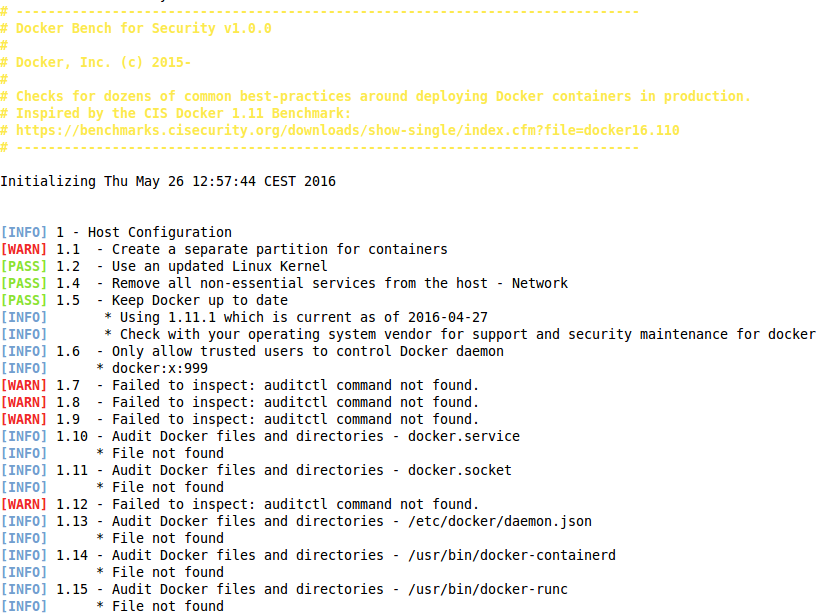 # ------------------------------------------------------------------------------
# Docker Bench for Security v1.0.0
#
# Docker, Inc. (c) 2015-
#
# Checks for dozens of common best-practices around deploying Docker containers in production.
# Inspired by the CIS Docker 1.11 Benchmark:
# https://benchmarks.cisecurity.org/downloads/show-single/index.cfm?file=docker16.110
# ------------------------------------------------------------------------------
Initializing Thu May 26 12:57:44 CEST 2016
[INFO] 1 - Host Configuration
[WARN] 1.1  - Create a separate partition for containers
[PASS] 1.2  - Use an updated Linux Kernel
[PASS] 1.4  - Remove all non-essential services from the host - Network
[PASS] 1.5  - Keep Docker up to date
[INFO]       * Using 1.11.1 which is current as of 2016-04-27
[INFO]       * Check with your operating system vendor for support and security maintenance for docker
[INFO] 1.6  - Only allow trusted users to control Docker daemon
[INFO]      * docker:x:999
[WARN] 1.7  - Failed to inspect: auditctl command not found.
[WARN] 1.8  - Failed to inspect: auditctl command not found.
[WARN] 1.9  - Failed to inspect: auditctl command not found.
[INFO] 1.10 - Audit Docker files and directories - docker.service
[INFO]      * File not found
[INFO] 1.11 - Audit Docker files and directories - docker.socket
[INFO]      * File not found
[WARN] 1.12 - Failed to inspect: auditctl command not found.
[INFO] 1.13 - Audit Docker files and directories - /etc/docker/daemon.json
[INFO]      * File not found
[INFO] 1.14 - Audit Docker files and directories - /usr/bin/docker-containerd
[INFO]      * File not found
[INFO] 1.15 - Audit Docker files and directories - /usr/bin/docker-runc
[INFO]      * File not found